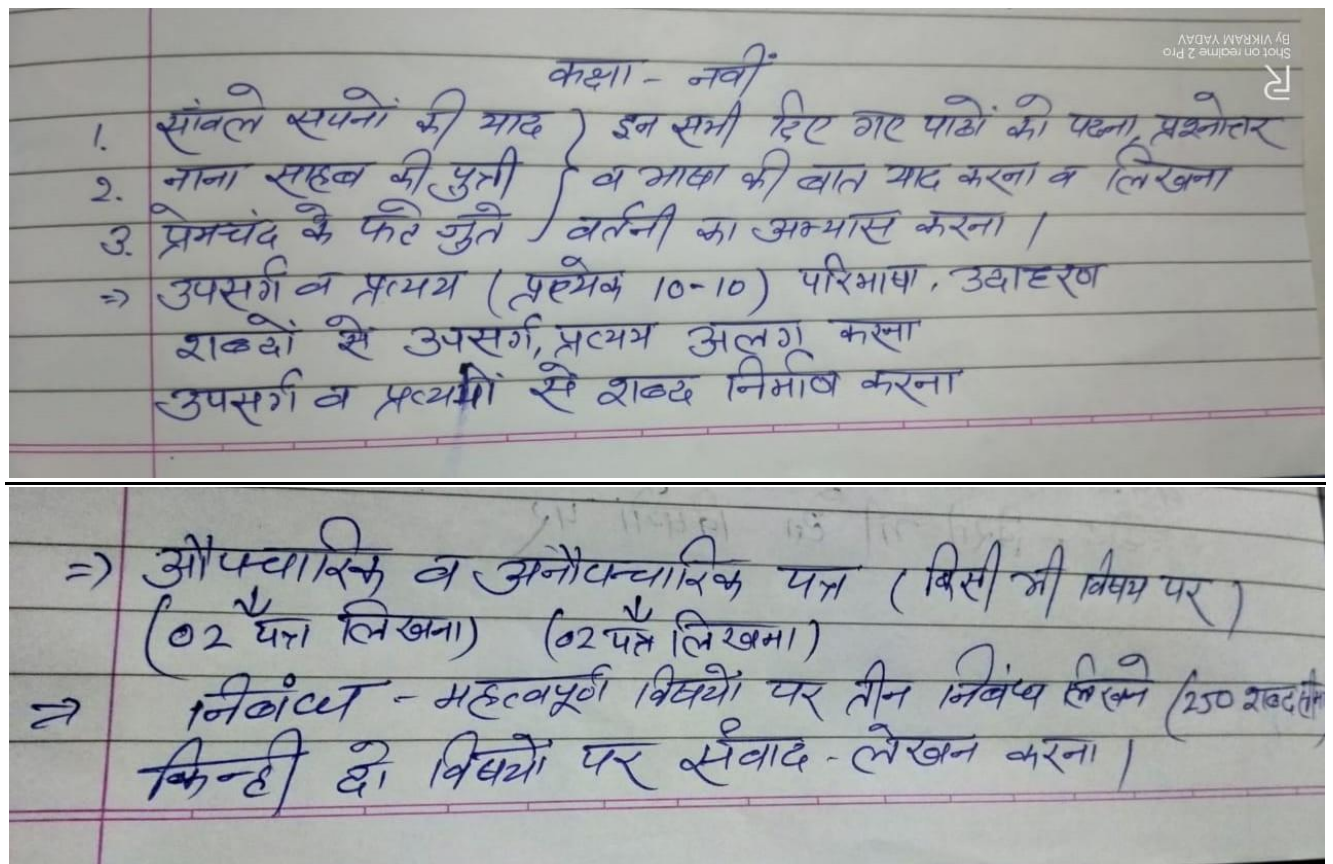 Shot on realme 2 Pro
By VIKRAM YADAV
कक्षा - नवीं
1. साँवले सपनों की याद } इन सभी दिए गए पाठों को पढना, प्रश्नोत्तर
2. नाना साहब की पुत्री } व भाषा की बात याद करना व लिखना
3. प्रेमचंद के फटे जुते } वर्तनी का अभ्यास करना ।
=> उपसर्ग व प्रत्यय (प्रत्येक 10-10) परिभाषा, उदाहरण
शब्दों से उपसर्ग, प्रत्यय अलग करना
उपसर्ग व प्रत्ययों से शब्द निर्माण करना
=> औपचारिक व अनौपचारिक पत्र (किसी भी विषय पर)
(02 पत्र लिखना) (02 पत्र लिखना)
=> निबंध - महत्वपूर्ण विषयों पर तीन निबंध लिखने (250 शब्द
किन्ही दो विषयों पर संवाद - लेखन करना ।